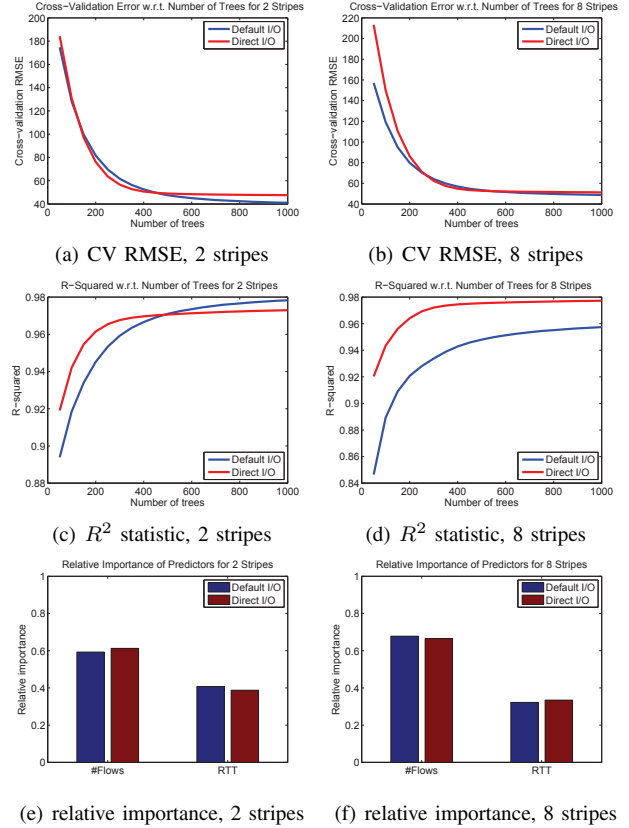 Cross−Validation Error w.r.t. Number of Trees for 2 Stripes
Default I/O
Direct I/O
Cross−validation RMSE
200
180
160
140
120
100
80
60
40
0 200 400 600 800 1000
Number of trees
(a) CV RMSE, 2 stripes
Cross−Validation Error w.r.t. Number of Trees for 8 Stripes
Default I/O
Direct I/O
Cross−validation RMSE
220
200
180
160
140
120
100
80
60
40
0 200 400 600 800 1000
Number of trees
(b) CV RMSE, 8 stripes
R−Squared w.r.t. Number of Trees for 2 Stripes
R−squared
0.98
0.96
0.94
0.92
0.9
0.88
Default I/O
Direct I/O
0 200 400 600 800 1000
Number of trees
(c) R² statistic, 2 stripes
R−Squared w.r.t. Number of Trees for 8 Stripes
R−squared
0.98
0.96
0.94
0.92
0.9
0.88
0.86
0.84
Default I/O
Direct I/O
0 200 400 600 800 1000
Number of trees
(d) R² statistic, 8 stripes
Relative Importance of Predictors for 2 Stripes
Default I/O
Direct I/O
Relative importance
1
0.8
0.6
0.4
0.2
0
#Flows RTT
(e) relative importance, 2 stripes
Relative Importance of Predictors for 8 Stripes
Default I/O
Direct I/O
Relative importance
1
0.8
0.6
0.4
0.2
0
#Flows RTT
(f) relative importance, 8 stripes